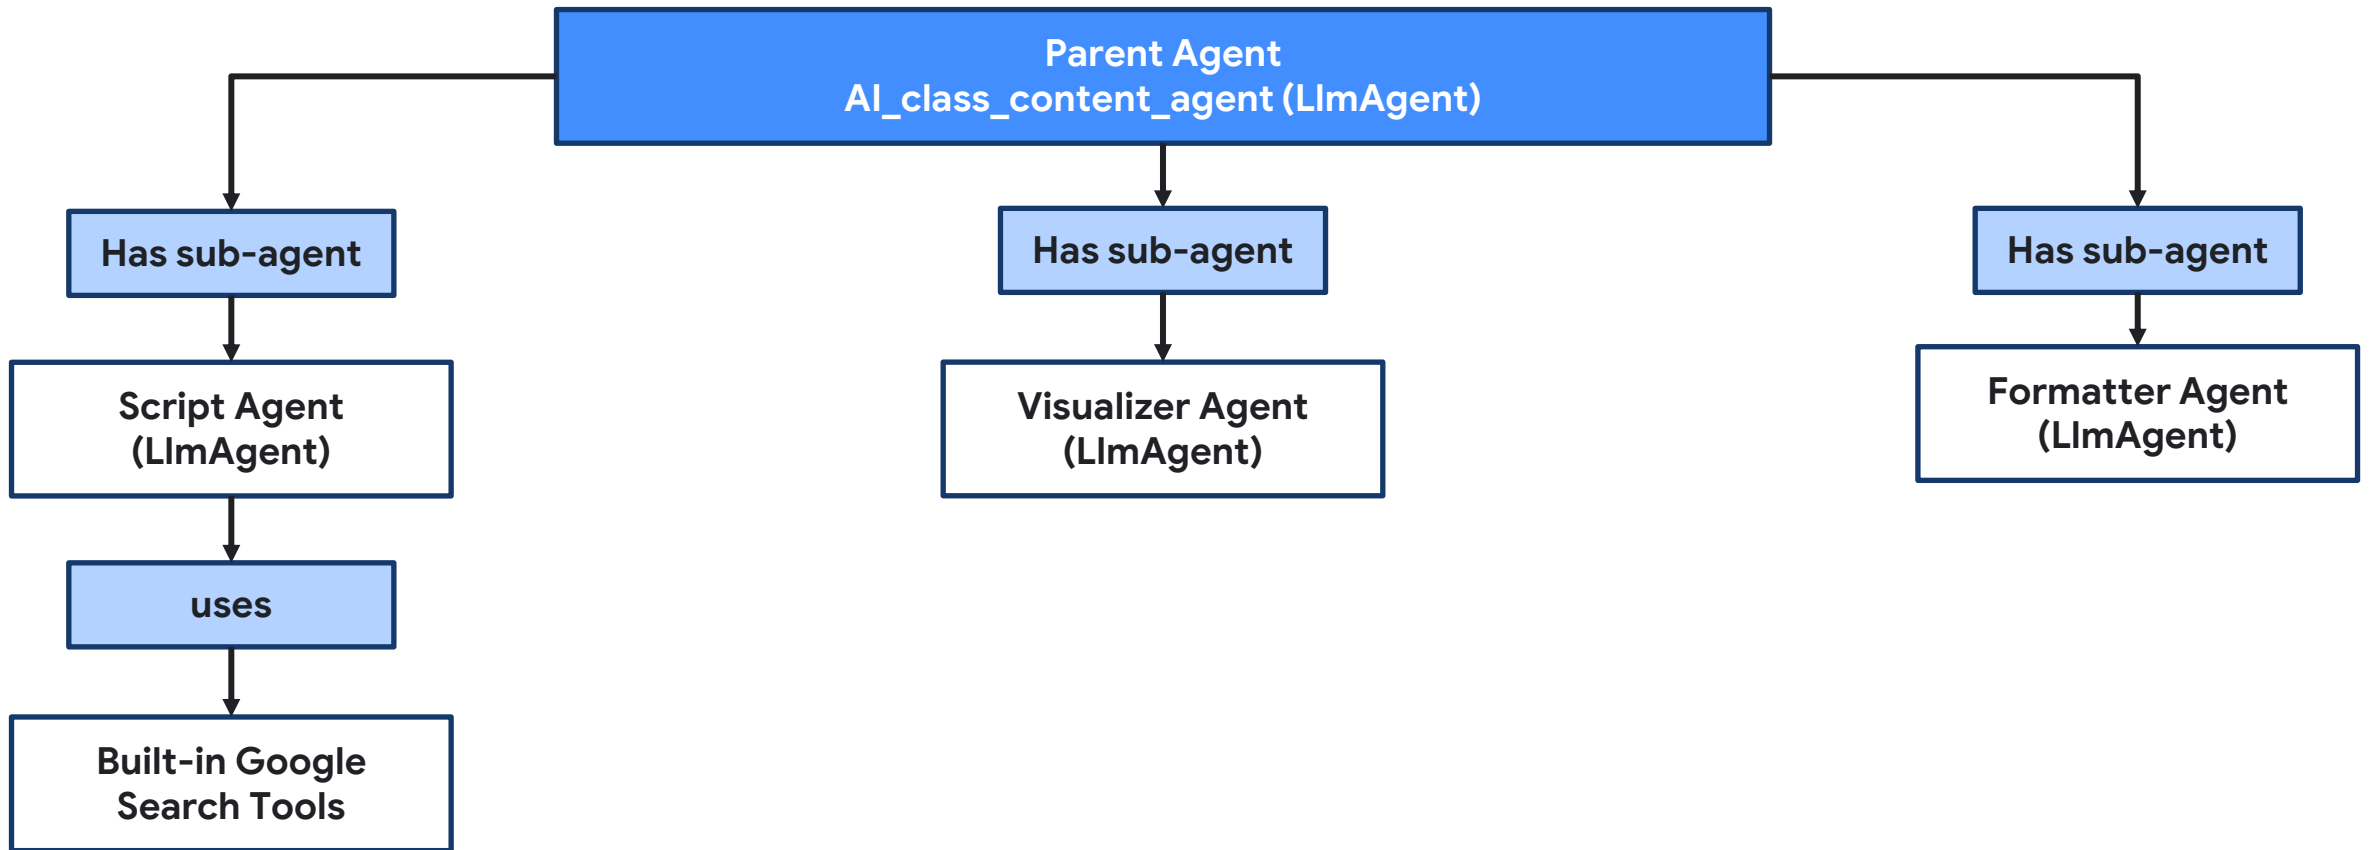 Parent Agent
AI_class_content_agent (LlmAgent)
Has sub-agent
Has sub-agent
Has sub-agent
Script Agent
(LlmAgent)
Visualizer Agent
(LlmAgent)
Formatter Agent
(LlmAgent)
uses
Built-in Google
Search Tools